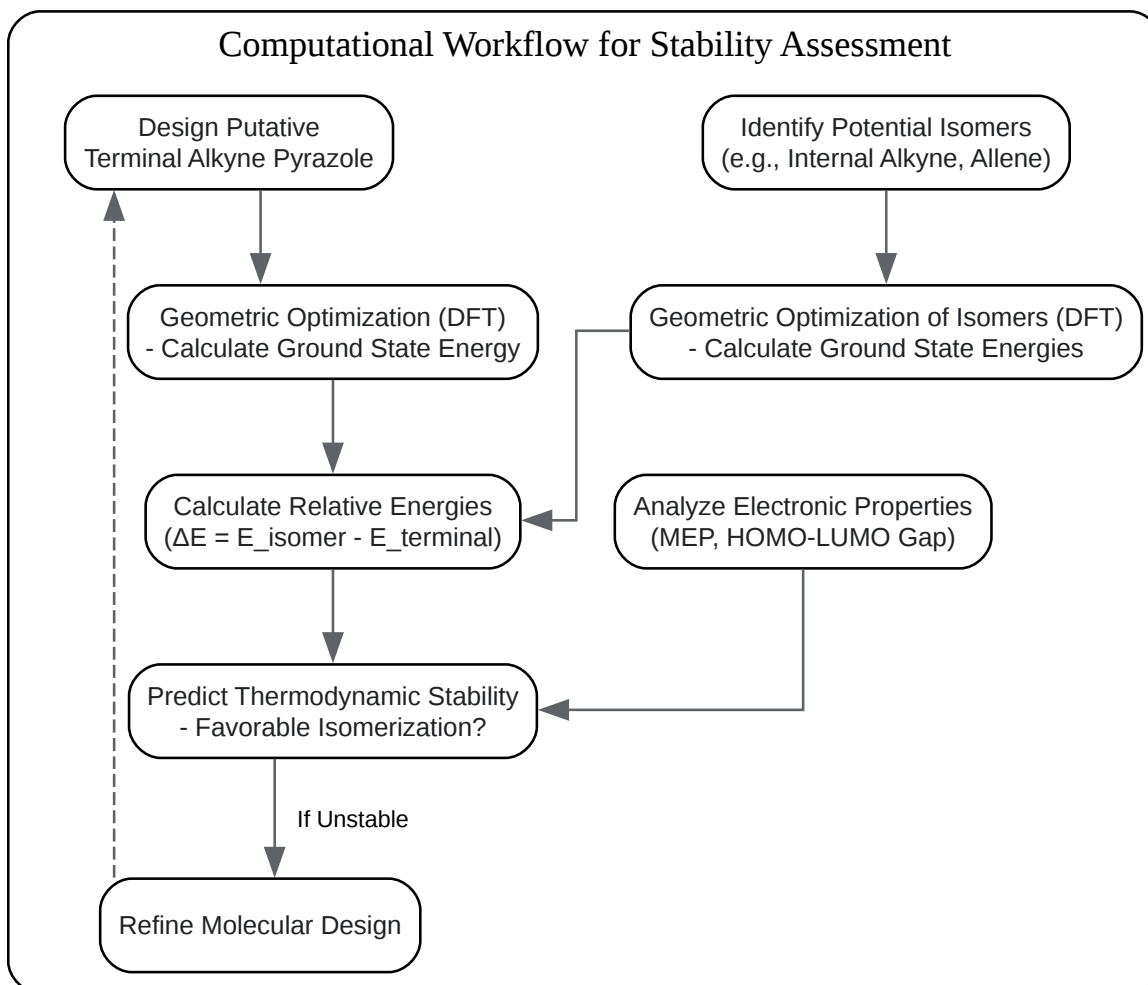 Computational Workflow for Stability Assessment
Design Putative
Terminal Alkyne Pyrazole
Identify Potential Isomers
(e.g., Internal Alkyne, Allene)
Geometric Optimization (DFT)
- Calculate Ground State Energy
Geometric Optimization of Isomers (DFT)
- Calculate Ground State Energies
Calculate Relative Energies
(ΔE = E_isomer - E_terminal)
Analyze Electronic Properties
(MEP, HOMO-LUMO Gap)
Predict Thermodynamic Stability
- Favorable Isomerization?
If Unstable
Refine Molecular Design